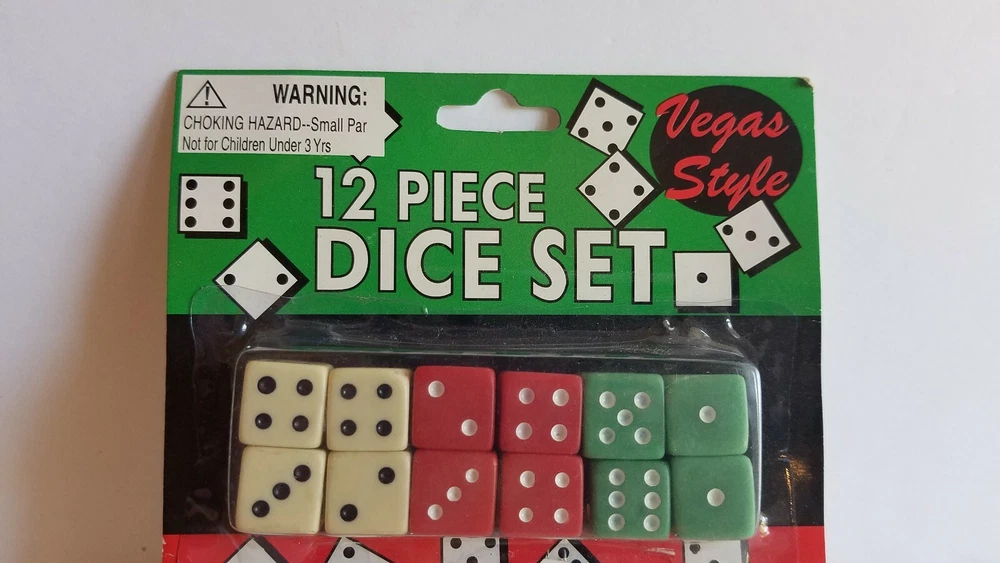 WARNING:
CHOKING HAZARD--Small Par
Not for Children Under 3 Yrs
12 PIECE
DICE SET
Vegas
Style